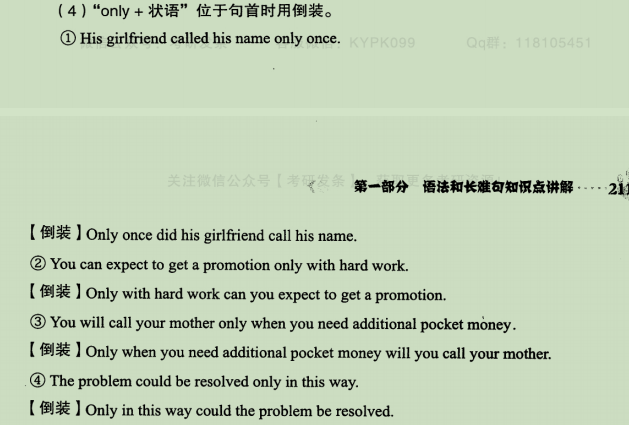 （4）“only + 状语”位于句首时用倒装。
① His girlfriend called his name only once.
KYPK099 Qq群：118105451
关注微信公众号【考研发条】
第一部分 语法和长难句知识点讲解 ····· 211
【倒装】Only once did his girlfriend call his name.
② You can expect to get a promotion only with hard work.
【倒装】Only with hard work can you expect to get a promotion.
③ You will call your mother only when you need additional pocket money.
【倒装】Only when you need additional pocket money will you call your mother.
④ The problem could be resolved only in this way.
【倒装】Only in this way could the problem be resolved.